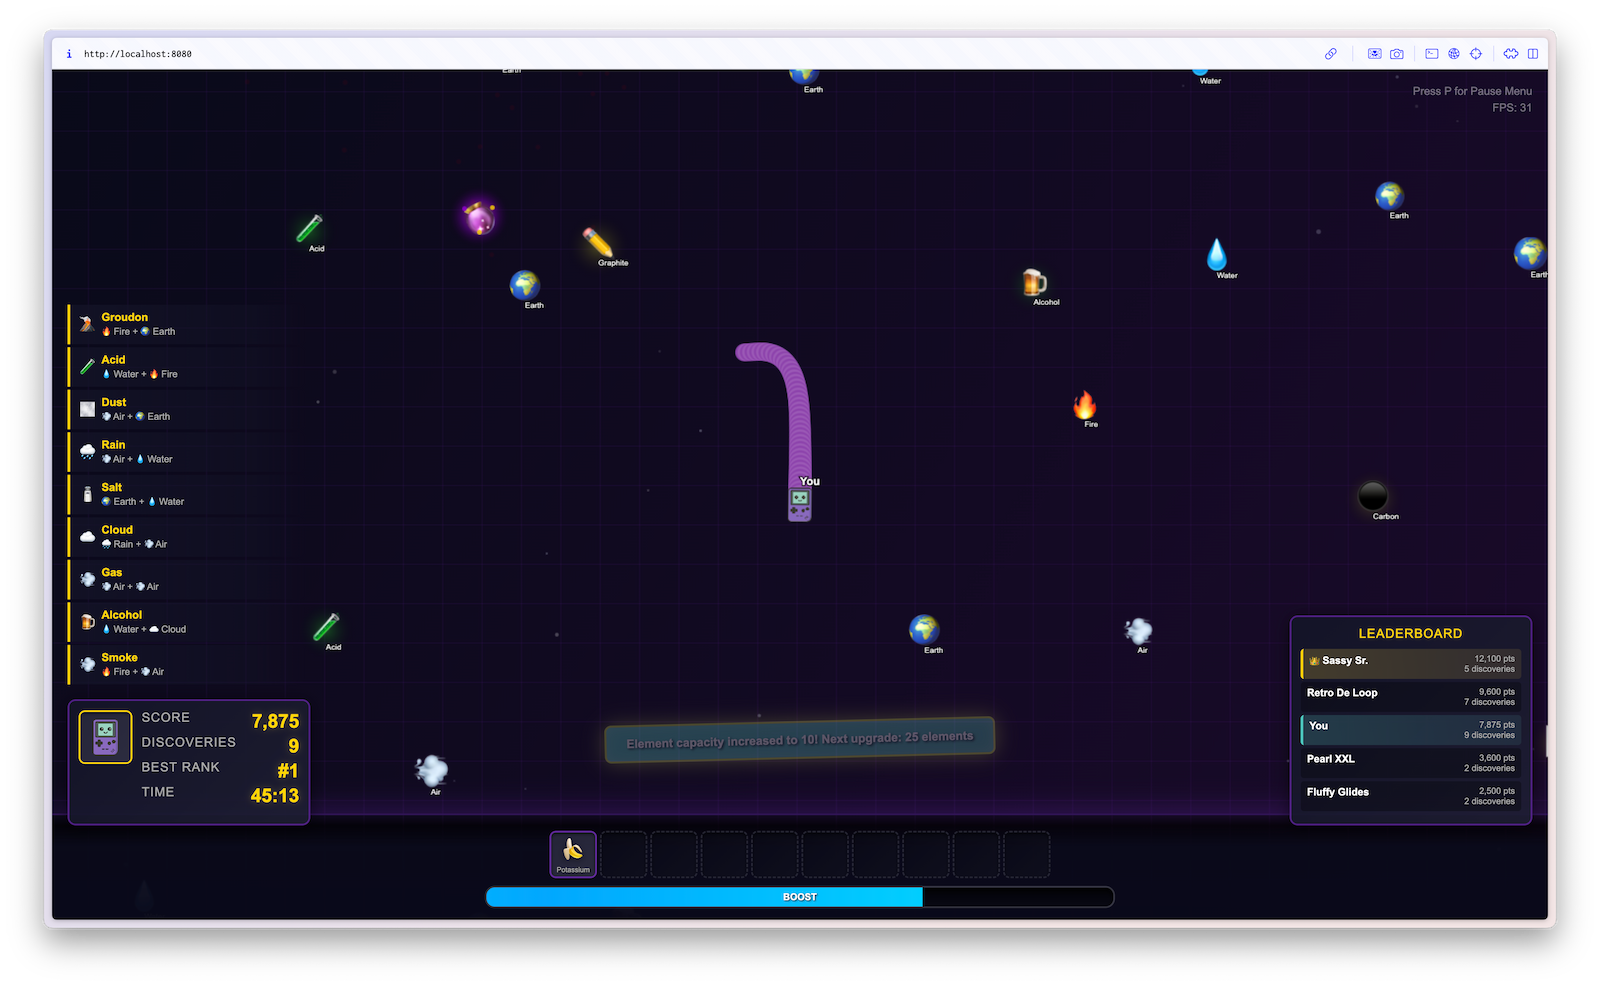 i http://localhost:8080
Earth
Earth
Water
Press P for Pause Menu
FPS: 31
Earth
Acid
Graphite
Earth
Water
Earth
Alcohol
Earth
Groudon
Fire + Earth
Acid
Water + Fire
Dust
Air + Earth
Rain
Air + Water
Salt
Earth + Water
Cloud
Rain + Air
Gas
Air + Air
Alcohol
Water + Cloud
Smoke
Fire + Air
Fire
You
Carbon
Acid
Earth
Air
Air
SCORE 7,875
DISCOVERIES 9
BEST RANK #1
TIME 45:13
Element capacity increased to 10! Next upgrade: 25 elements
LEADERBOARD
Sassy Sr. 12,100 pts
5 discoveries
Retro De Loop 9,600 pts
7 discoveries
You 7,875 pts
9 discoveries
Pearl XXL 3,600 pts
2 discoveries
Fluffy Glides 2,500 pts
2 discoveries
Potassium
BOOST